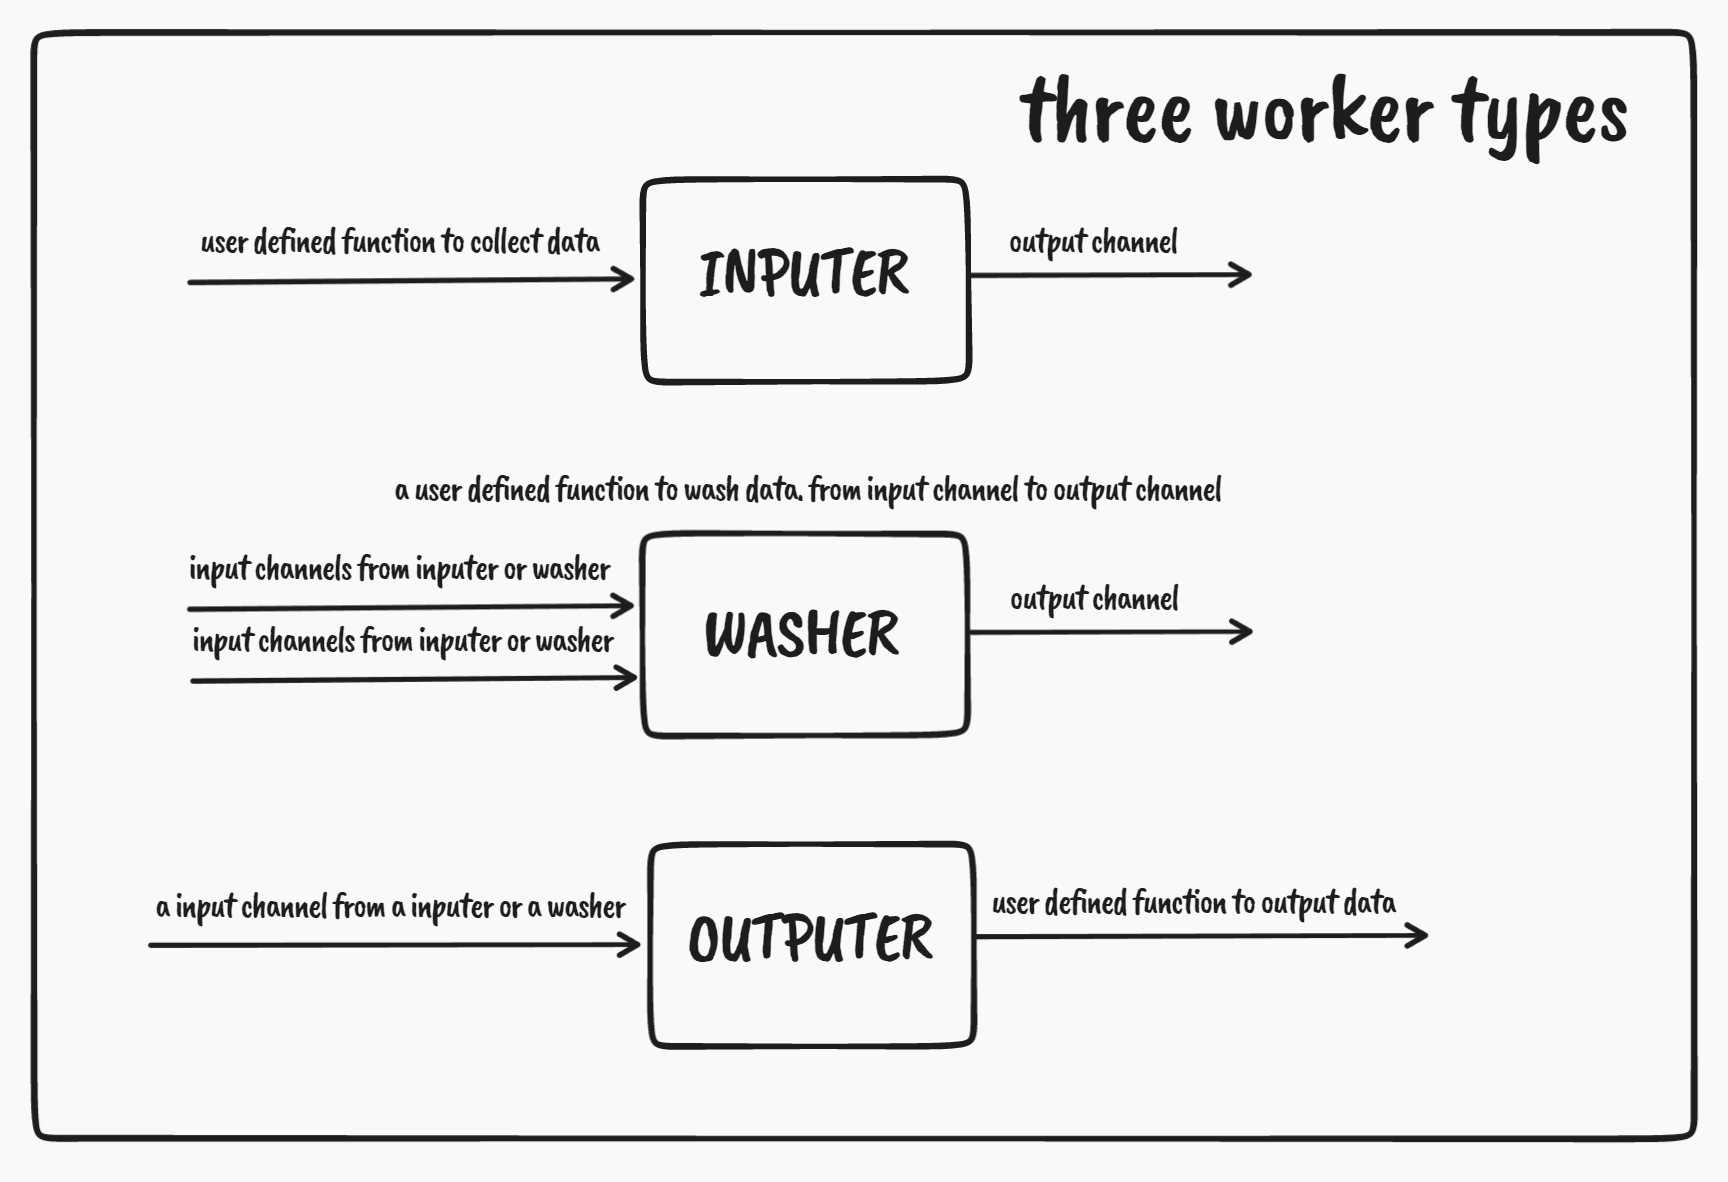 three worker types
user defined function to collect data
INPUTER
output channel
a user defined function to wash data. from input channel to output channel
input channels from inputer or washer
input channels from inputer or washer
WASHER
output channel
a input channel from a inputer or a washer
OUTPUTER
user defined function to output data